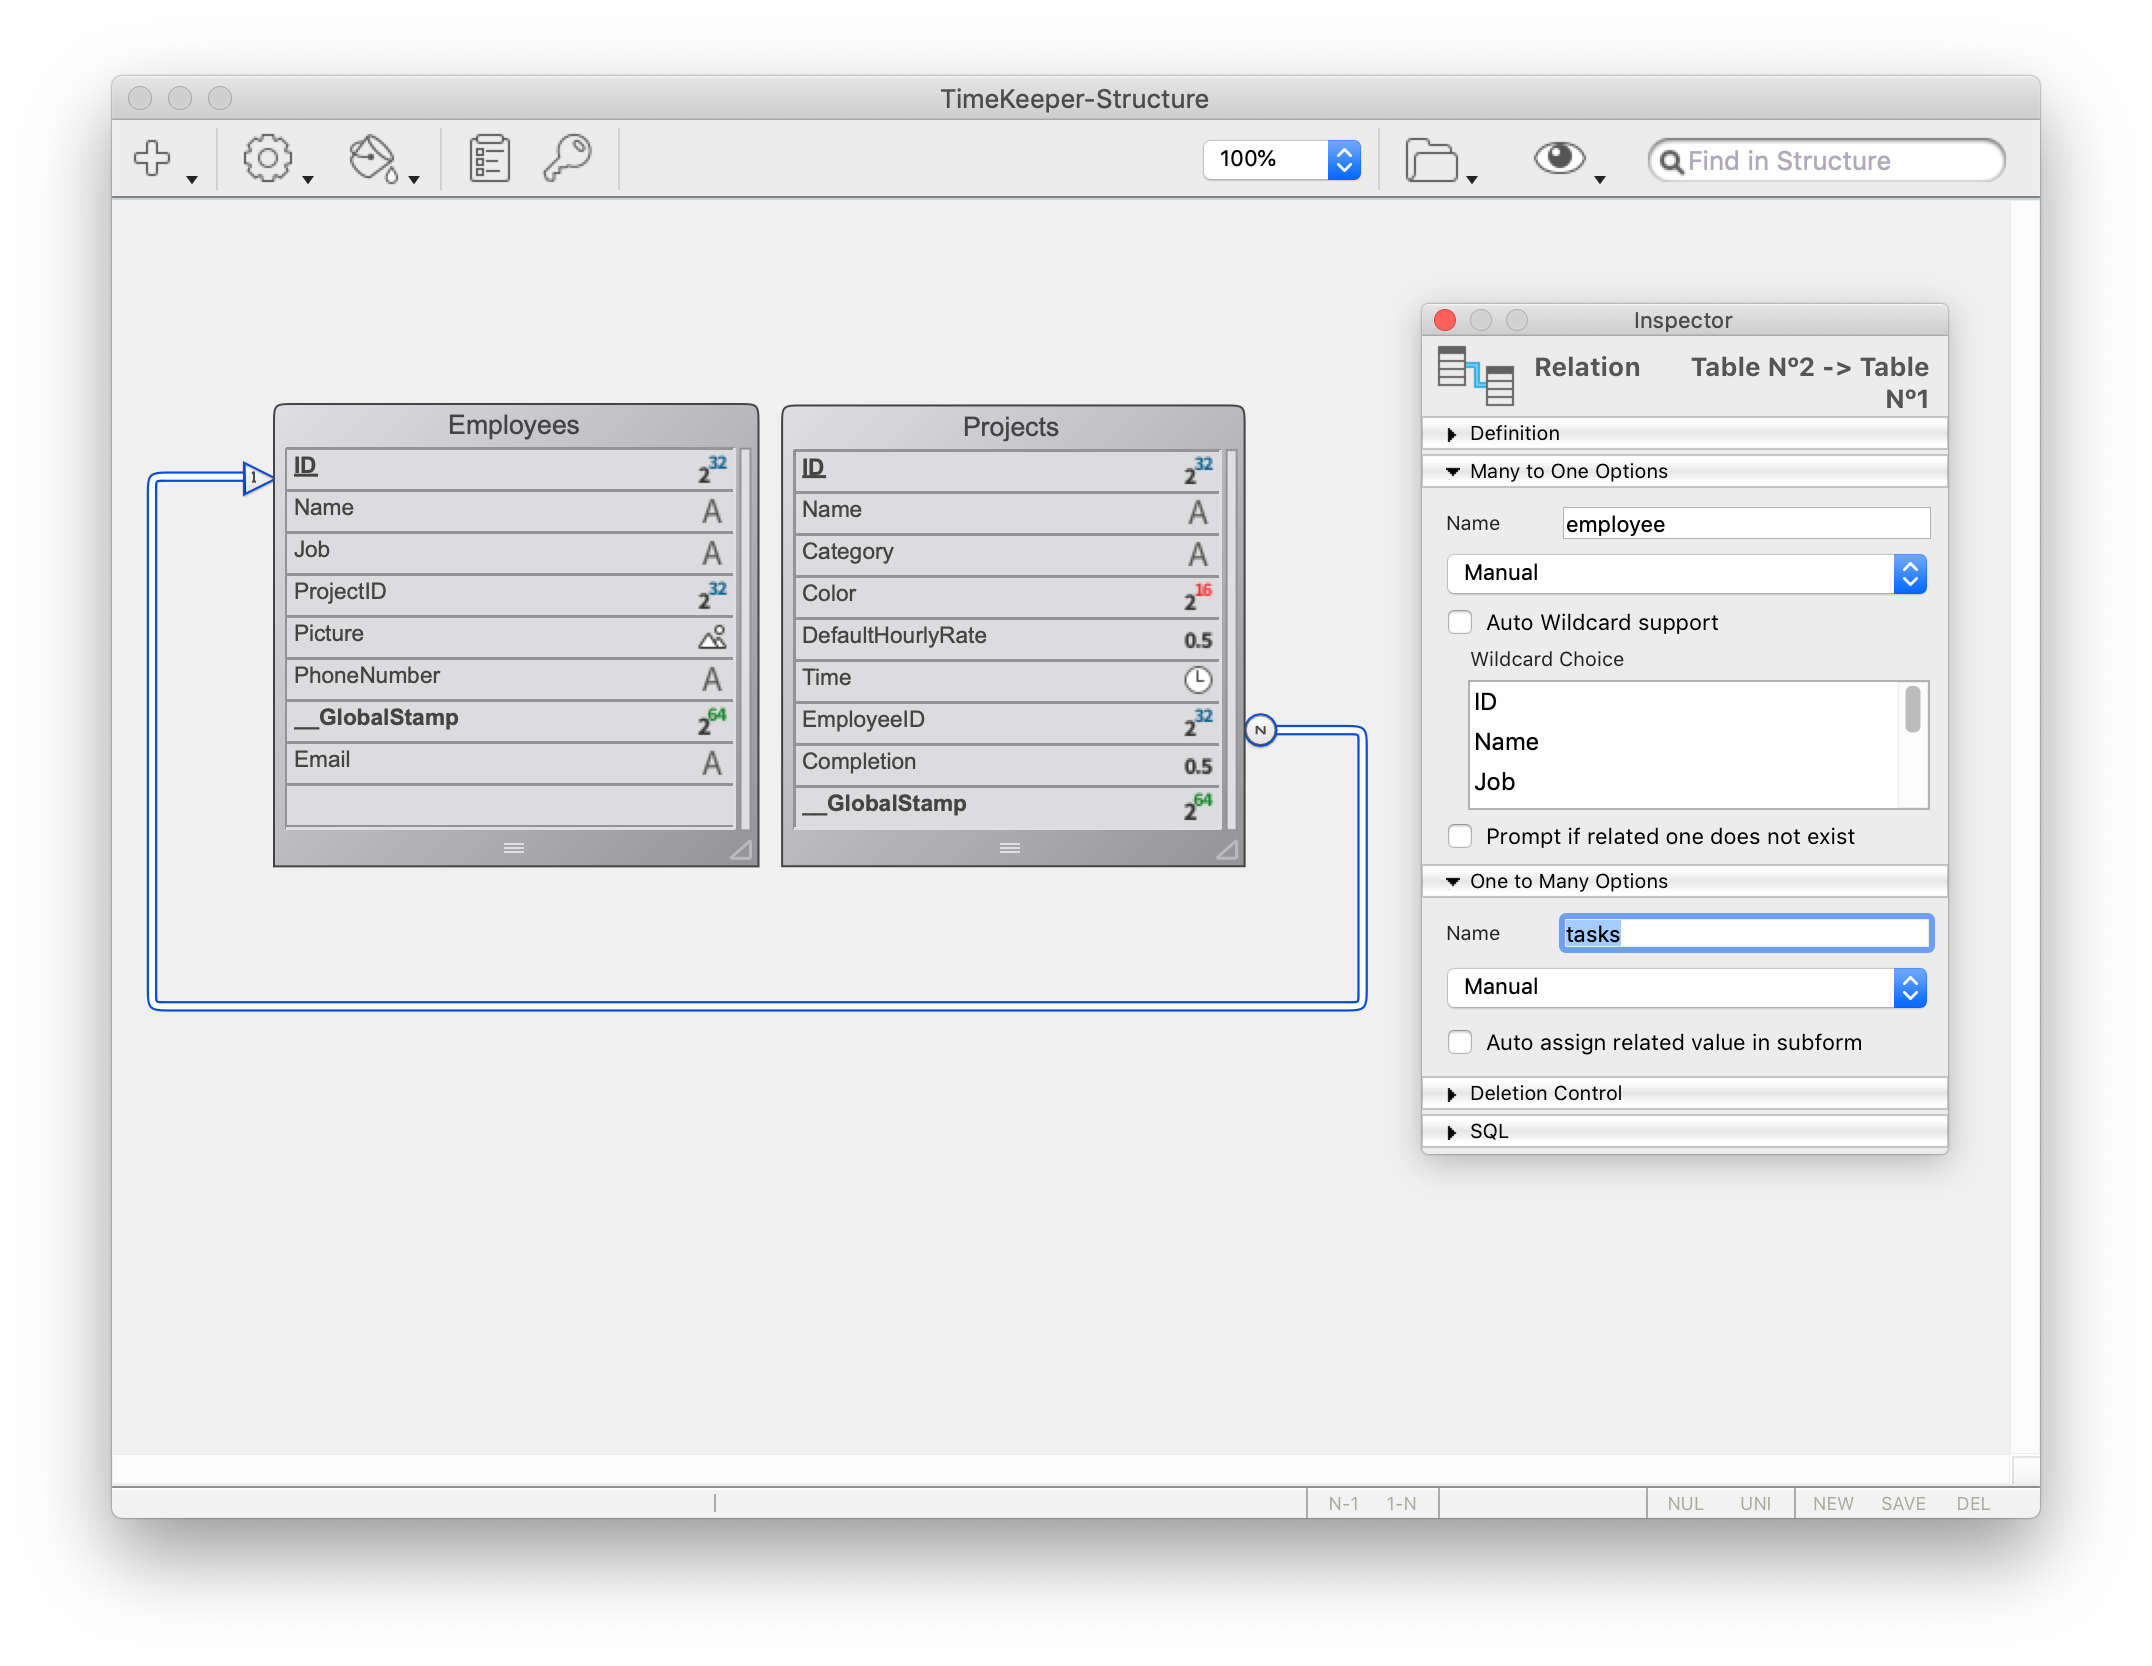 TimeKeeper-Structure
100%
Find in Structure
Employees
ID 2^32
Name A
Job A
ProjectID 2^32
Picture
PhoneNumber A
__GlobalStamp 2^64
Email A
1
Projects
ID 2^32
Name A
Category A
Color 2^16
DefaultHourlyRate 0.5
Time
EmployeeID 2^32
Completion 0.5
__GlobalStamp 2^64
N
Inspector
Relation Table Nº2 -> Table
Nº1
Definition
Many to One Options
Name employee
Manual
Auto Wildcard support
Wildcard Choice
ID
Name
Job
Prompt if related one does not exist
One to Many Options
Name tasks
Manual
Auto assign related value in subform
Deletion Control
SQL
N-1 1-N NUL UNI NEW SAVE DEL